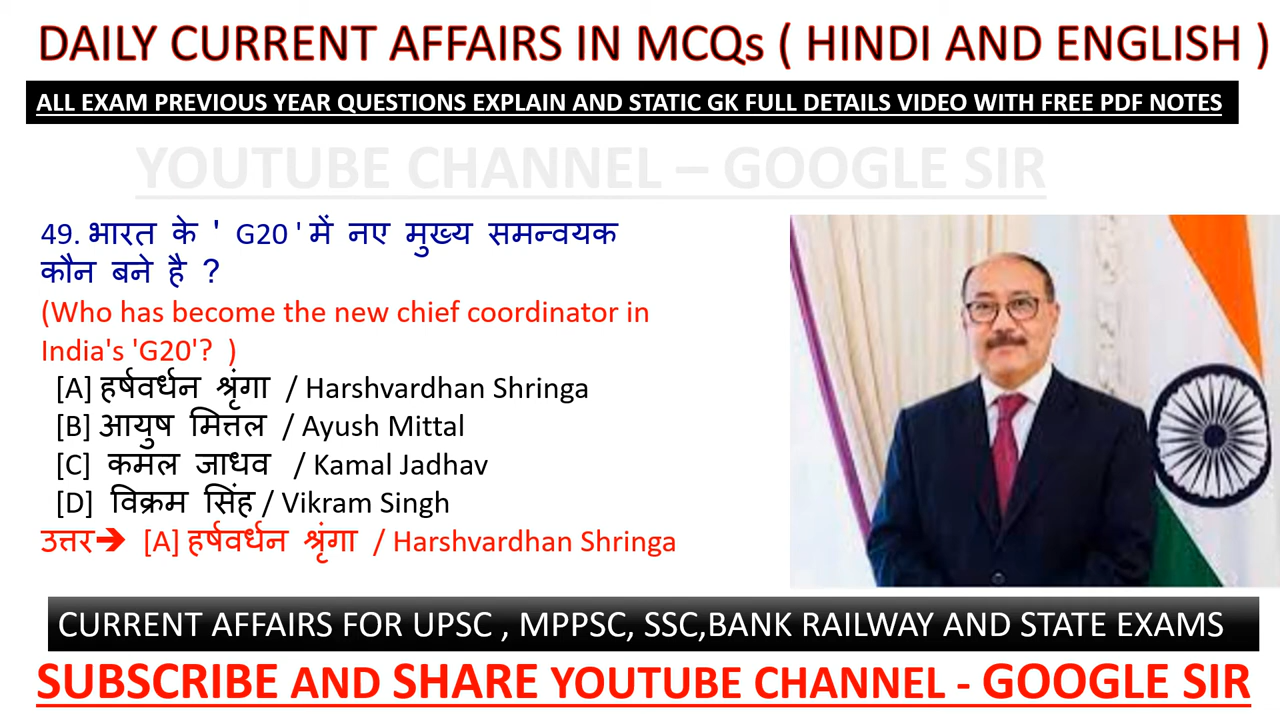 DAILY CURRENT AFFAIRS IN MCQs ( HINDI AND ENGLISH )
ALL EXAM PREVIOUS YEAR QUESTIONS EXPLAIN AND STATIC GK FULL DETAILS VIDEO WITH FREE PDF NOTES
YOUTUBE CHANNEL – GOOGLE SIR
49. भारत के ' G20 ' में नए मुख्य समन्वयक
कौन बने है ?
(Who has become the new chief coordinator in
India's 'G20'? )
[A] हर्षवर्धन श्रृंगा / Harshvardhan Shringa
[B] आयुष मित्तल / Ayush Mittal
[C] कमल जाधव / Kamal Jadhav
[D] विक्रम सिंह / Vikram Singh
उत्तर➔ [A] हर्षवर्धन श्रृंगा / Harshvardhan Shringa
CURRENT AFFAIRS FOR UPSC , MPPSC, SSC,BANK RAILWAY AND STATE EXAMS
SUBSCRIBE AND SHARE YOUTUBE CHANNEL - GOOGLE SIR